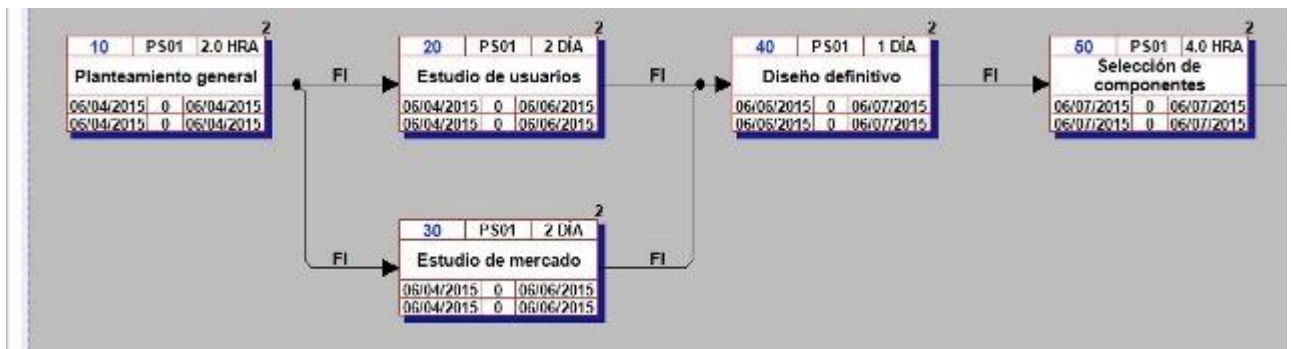 2
10 PS01 2.0 HRA
Planteamiento general
06/04/2015 0 06/04/2015
06/04/2015 0 06/04/2015
FI
2
20 PS01 2 DÍA
Estudio de usuarios
06/04/2015 0 06/06/2015
06/04/2015 0 06/06/2015
FI
2
40 PS01 1 DÍA
Diseño definitivo
06/06/2015 0 06/07/2015
06/06/2015 0 06/07/2015
FI
2
50 PS01 4.0 HRA
Selección de
componentes
06/07/2015 0 06/07/2015
06/07/2015 0 06/07/2015
FI
2
30 PS01 2 DÍA
Estudio de mercado
06/04/2015 0 06/06/2015
06/04/2015 0 06/06/2015
FI